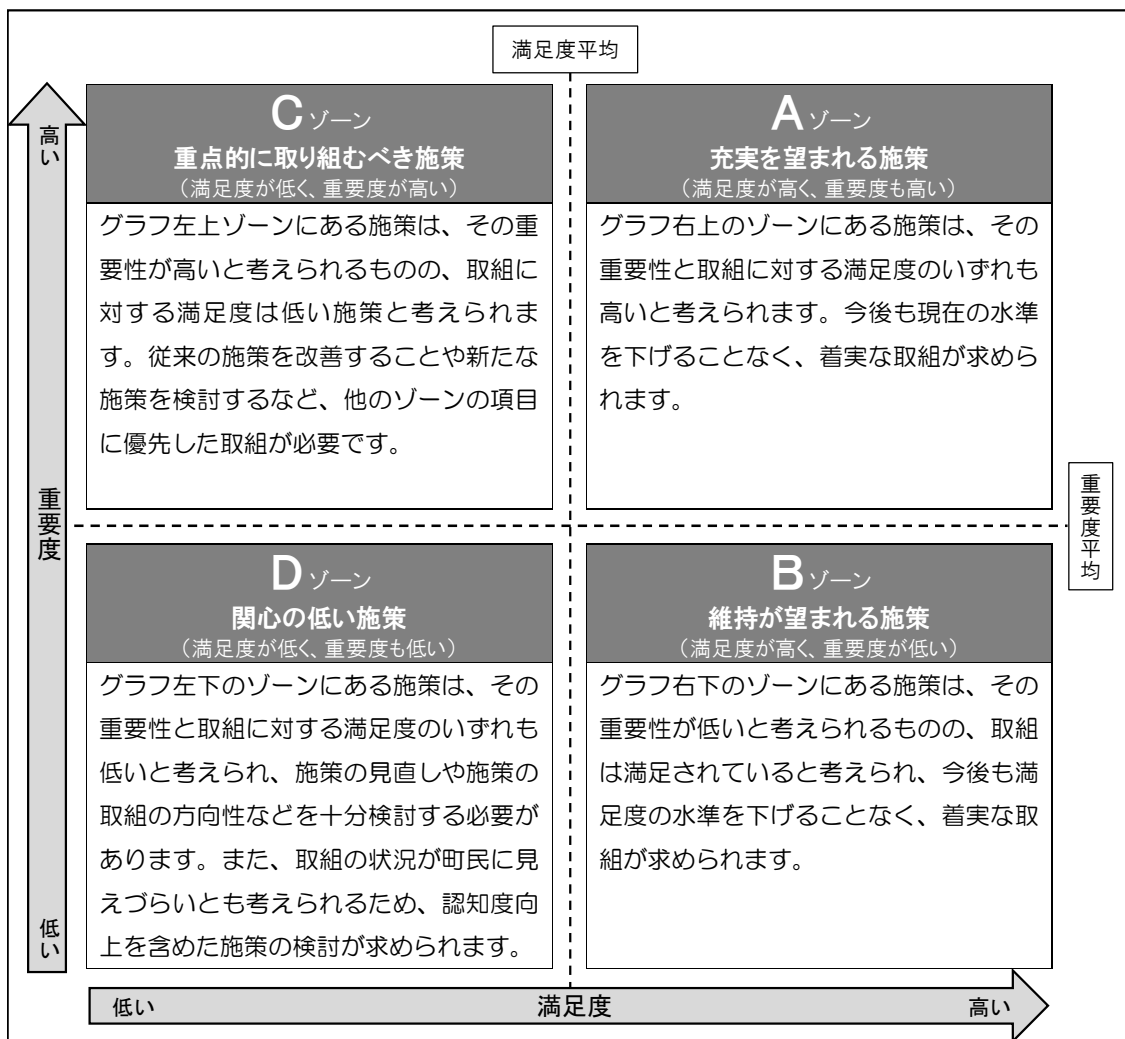 満足度平均
高い
重要度
低い
Cゾーン
重点的に取り組むべき施策
（満足度が低く、重要度が高い）
グラフ左上ゾーンにある施策は、その重
要性が高いと考えられるものの、取組に
対する満足度は低い施策と考えられま
す。従来の施策を改善することや新たな
施策を検討するなど、他のゾーンの項目
に優先した取組が必要です。
Aゾーン
充実を望まれる施策
（満足度が高く、重要度も高い）
グラフ右上のゾーンにある施策は、その
重要性と取組に対する満足度のいずれも
高いと考えられます。今後も現在の水準
を下げることなく、着実な取組が求めら
れます。
重要度平均
Dゾーン
関心の低い施策
（満足度が低く、重要度も低い）
グラフ左下のゾーンにある施策は、その
重要性と取組に対する満足度のいずれも
低いと考えられ、施策の見直しや施策の
取組の方向性などを十分検討する必要が
あります。また、取組の状況が町民に見
えづらいとも考えられるため、認知度向
上を含めた施策の検討が求められます。
Bゾーン
維持が望まれる施策
（満足度が高く、重要度が低い）
グラフ右下のゾーンにある施策は、その
重要性が低いと考えられるものの、取組
は満足されていると考えられ、今後も満
足度の水準を下げることなく、着実な取
組が求められます。
低い
満足度
高い